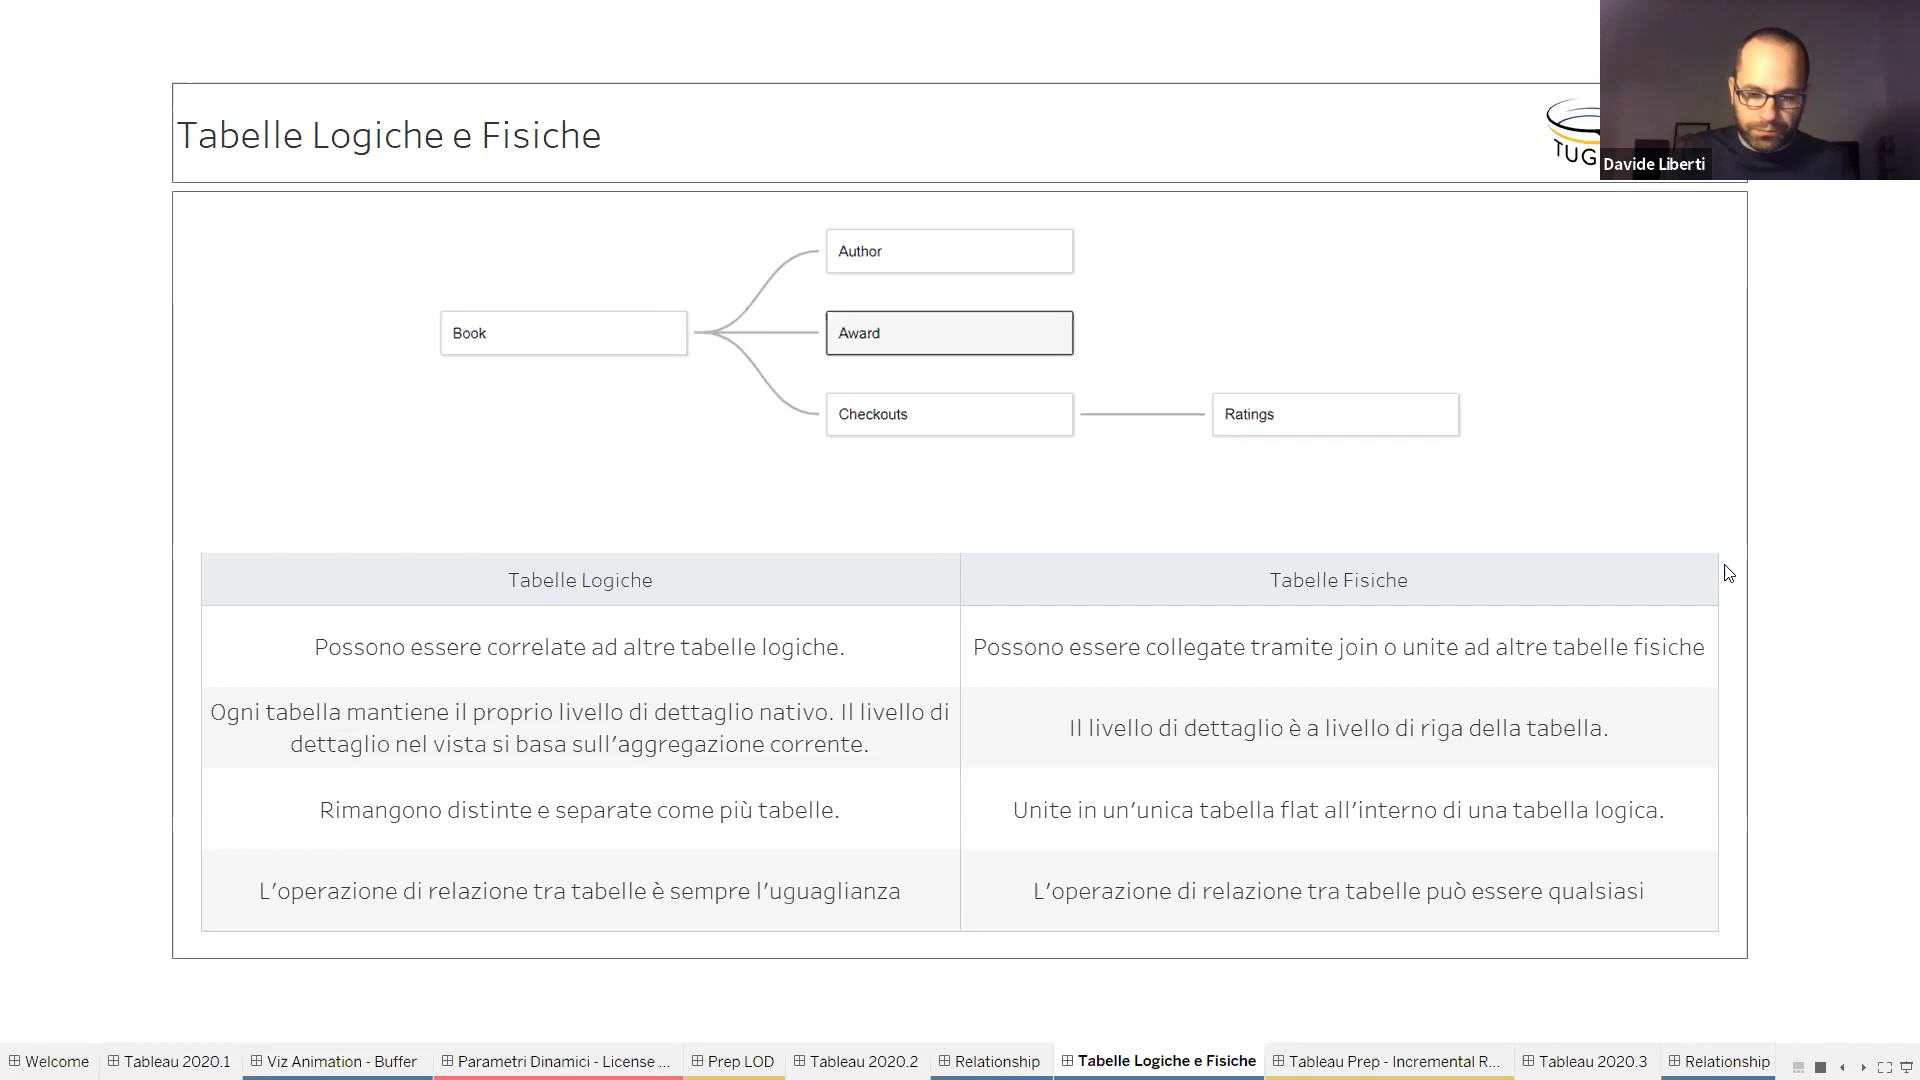 Tabelle Logiche e Fisiche
TUG
Davide Liberti
Author
Book
Award
Checkouts
Ratings
Tabelle Logiche
Tabelle Fisiche
Possono essere correlate ad altre tabelle logiche.
Possono essere collegate tramite join o unite ad altre tabelle fisiche
Ogni tabella mantiene il proprio livello di dettaglio nativo. Il livello di
dettaglio nel vista si basa sull'aggregazione corrente.
Il livello di dettaglio è a livello di riga della tabella.
Rimangono distinte e separate come più tabelle.
Unite in un'unica tabella flat all'interno di una tabella logica.
L'operazione di relazione tra tabelle è sempre l'uguaglianza
L'operazione di relazione tra tabelle può essere qualsiasi
Welcome
Tableau 2020.1
Viz Animation - Buffer
Parametri Dinamici - License ...
Prep LOD
Tableau 2020.2
Relationship
Tabelle Logiche e Fisiche
Tableau Prep - Incremental R...
Tableau 2020.3
Relationship